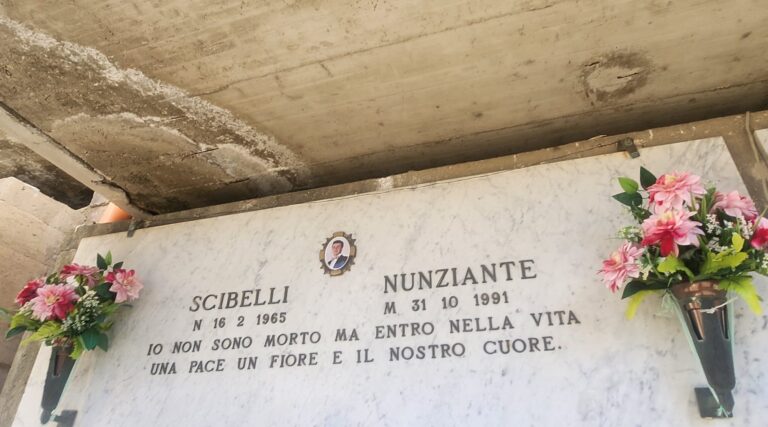 SCIBELLI NUNZIANTE
N 16 2 1965 M 31 10 1991
IO NON SONO MORTO MA ENTRO NELLA VITA
UNA PACE UN FIORE E IL NOSTRO CUORE.